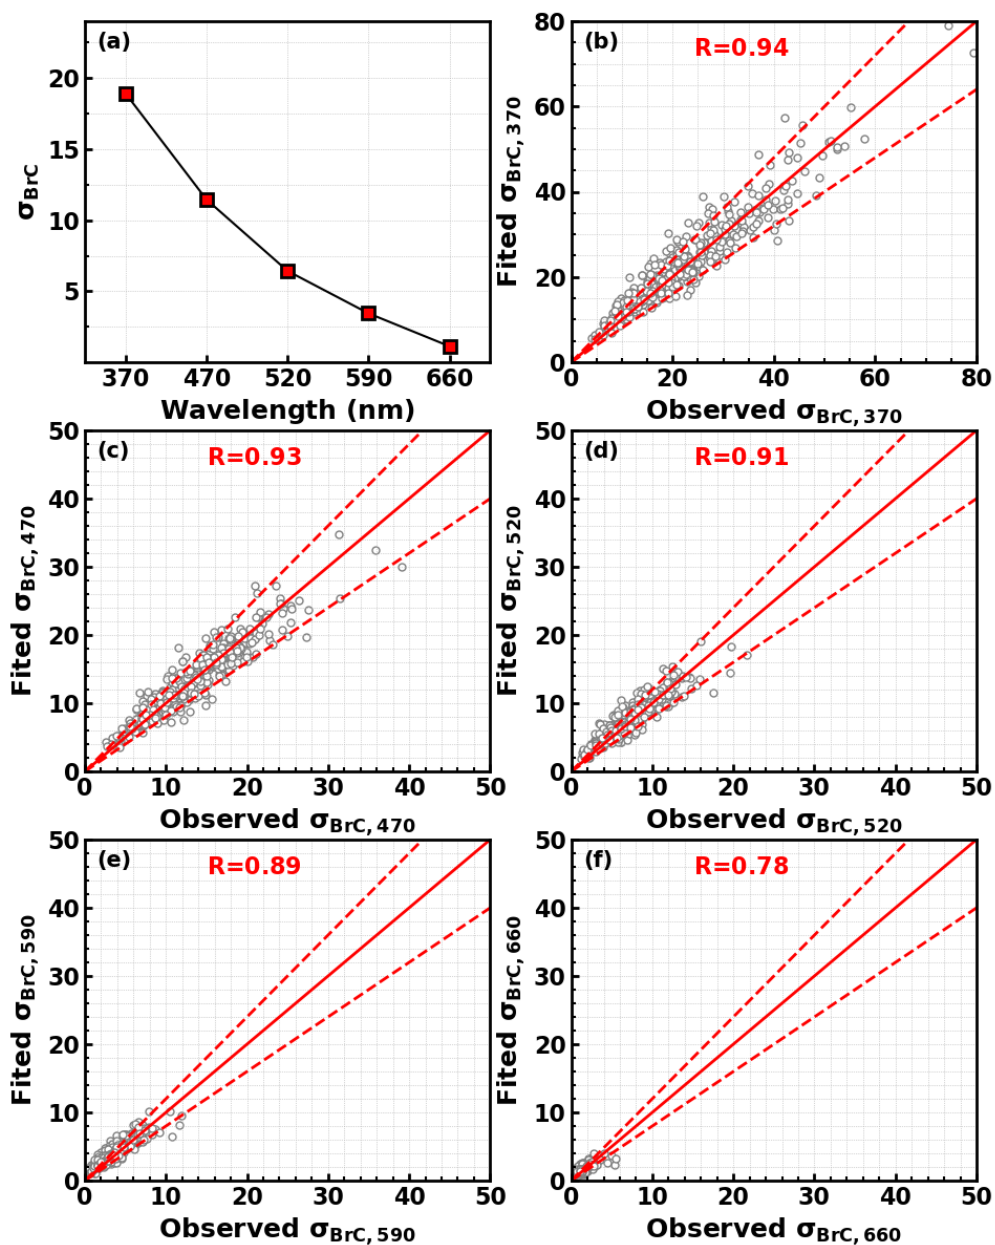 (a)
20
15
10
5
σBrC
370 470 520 590 660
Wavelength (nm)
(b)
R=0.94
80
60
40
20
0
Fited σBrC, 370
0 20 40 60 80
Observed σBrC, 370
(c)
R=0.93
50
40
30
20
10
0
Fited σBrC, 470
0 10 20 30 40 50
Observed σBrC, 470
(d)
R=0.91
50
40
30
20
10
0
Fited σBrC, 520
0 10 20 30 40 50
Observed σBrC, 520
(e)
R=0.89
50
40
30
20
10
0
Fited σBrC, 590
0 10 20 30 40 50
Observed σBrC, 590
(f)
R=0.78
50
40
30
20
10
0
Fited σBrC, 660
0 10 20 30 40 50
Observed σBrC, 660